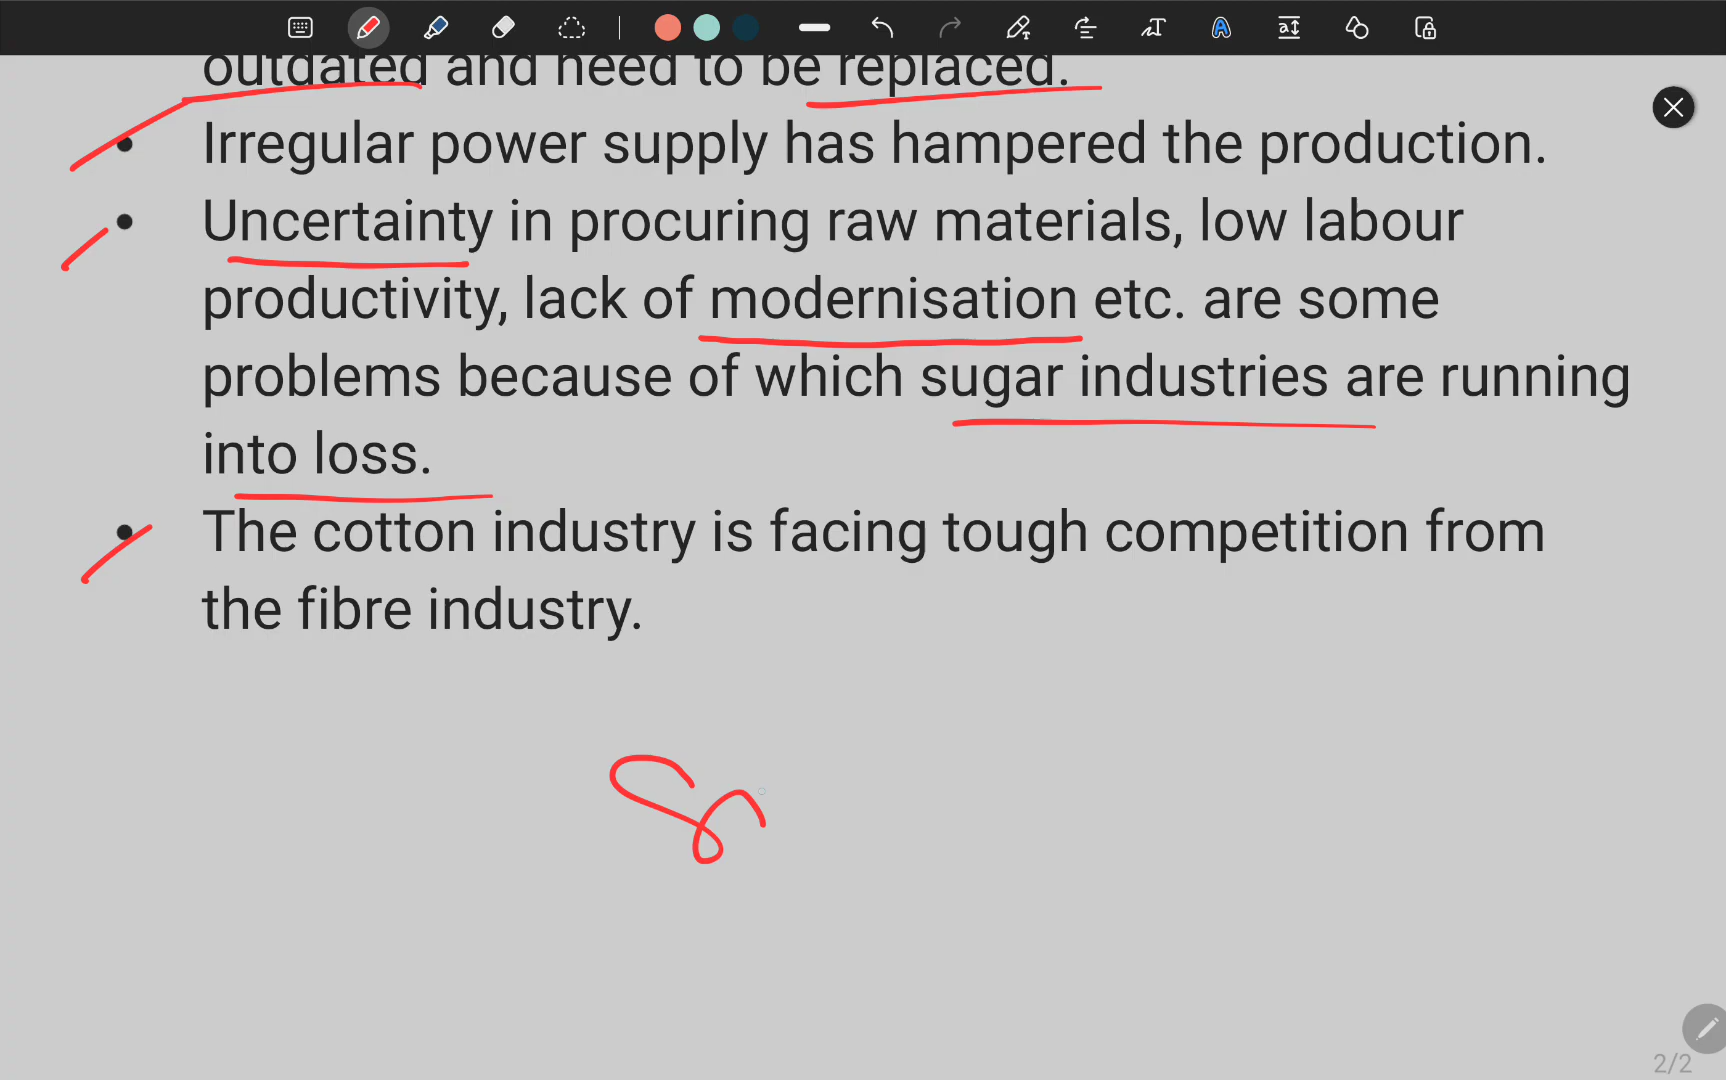 outdated and need to be replaced.
• Irregular power supply has hampered the production.
• Uncertainty in procuring raw materials, low labour
productivity, lack of modernisation etc. are some
problems because of which sugar industries are running
into loss.
• The cotton industry is facing tough competition from
the fibre industry.
2/2